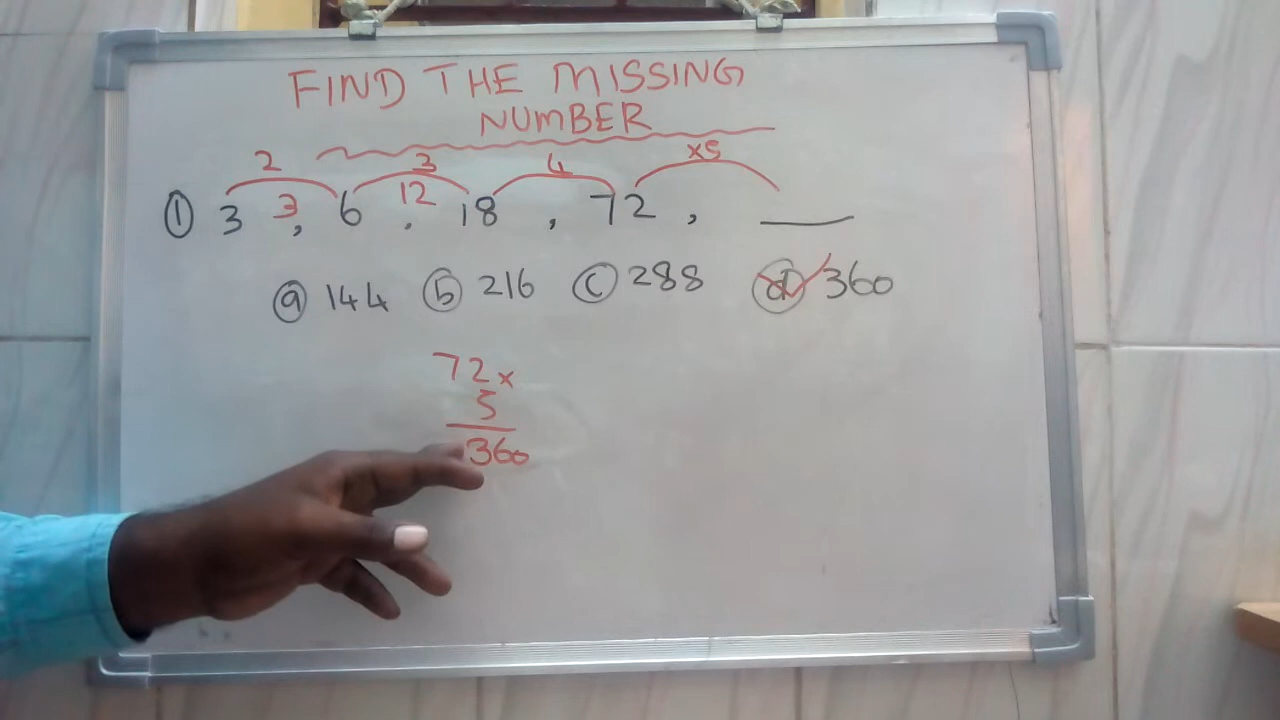 FIND THE MISSING
NUMBER
2 3 4 x5
① 3 , 3 6 . 12 18 , 72 , ___
ⓐ 144 ⓑ 216 ⓒ 288 ⓓ 360
72 x
5
360